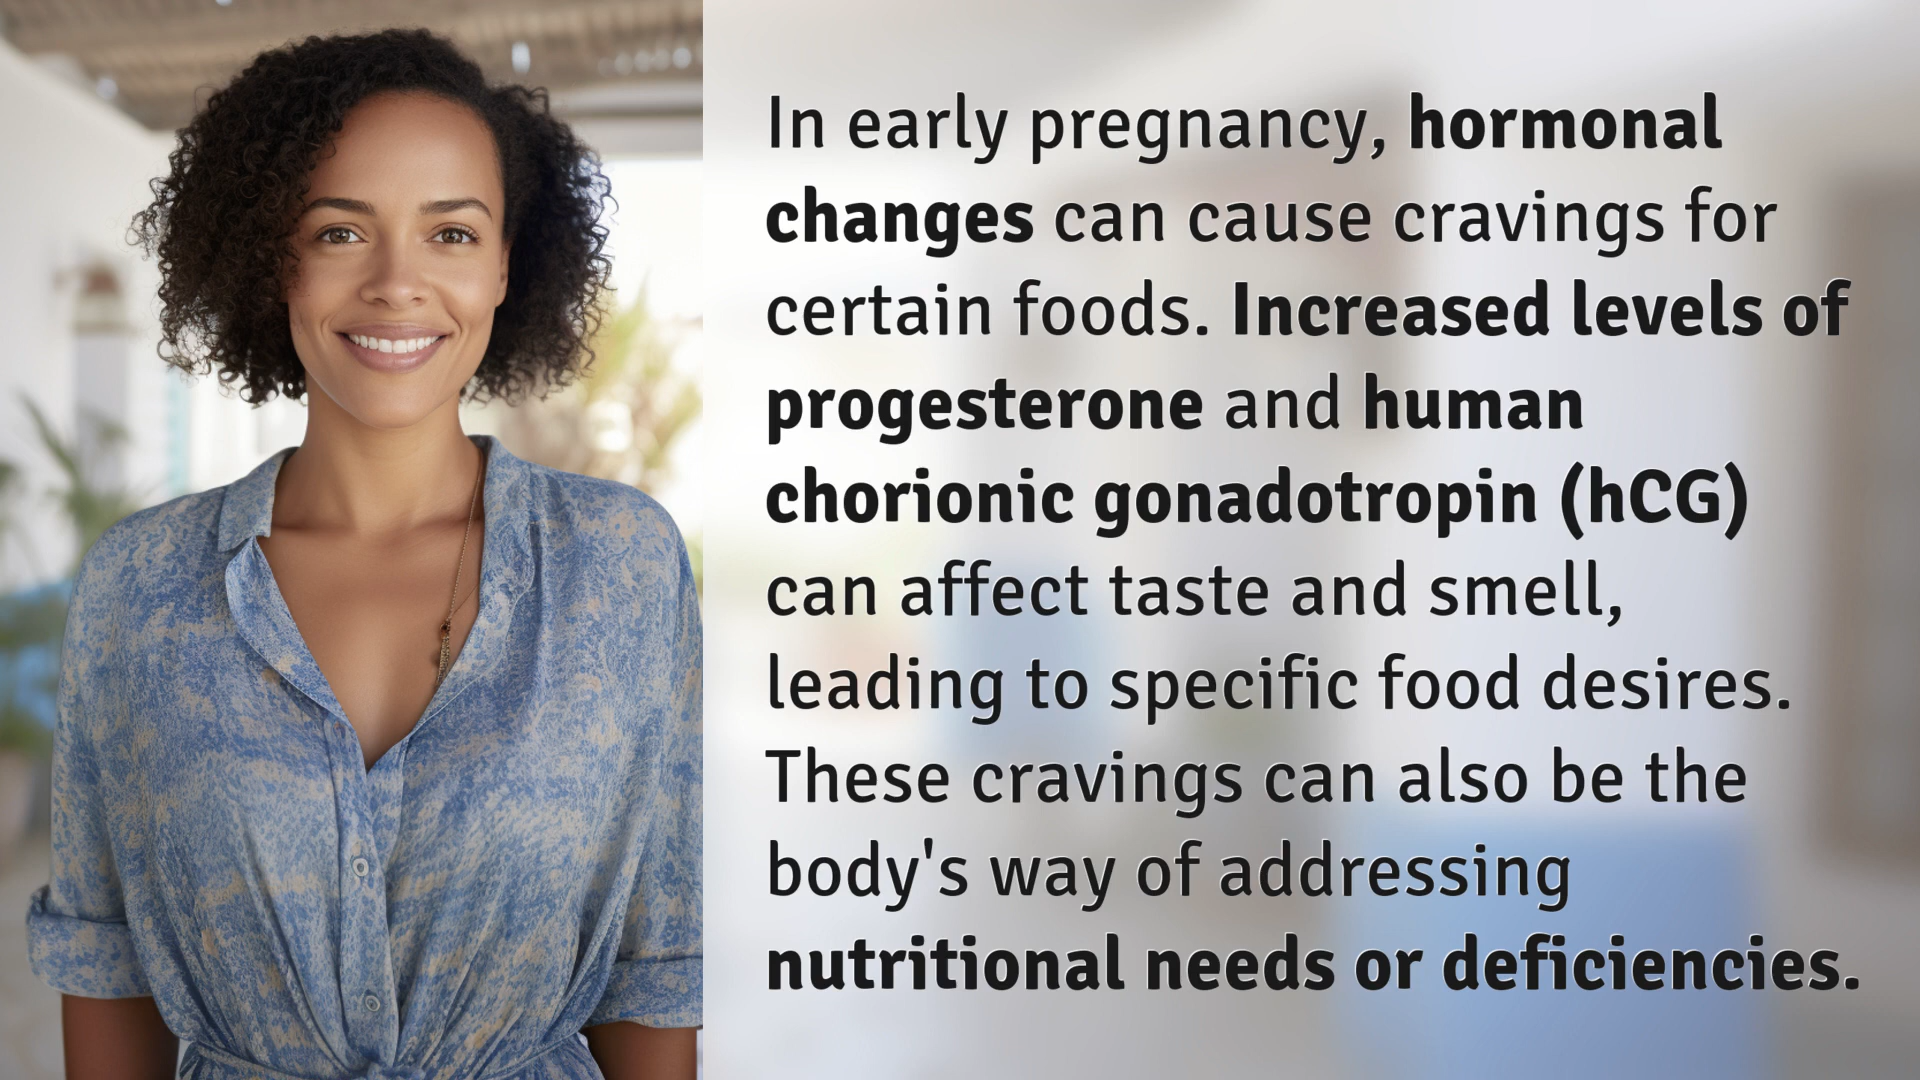 In early pregnancy, hormonal
changes can cause cravings for
certain foods. Increased levels of
progesterone and human
chorionic gonadotropin (hCG)
can affect taste and smell,
leading to specific food desires.
These cravings can also be the
body's way of addressing
nutritional needs or deficiencies.